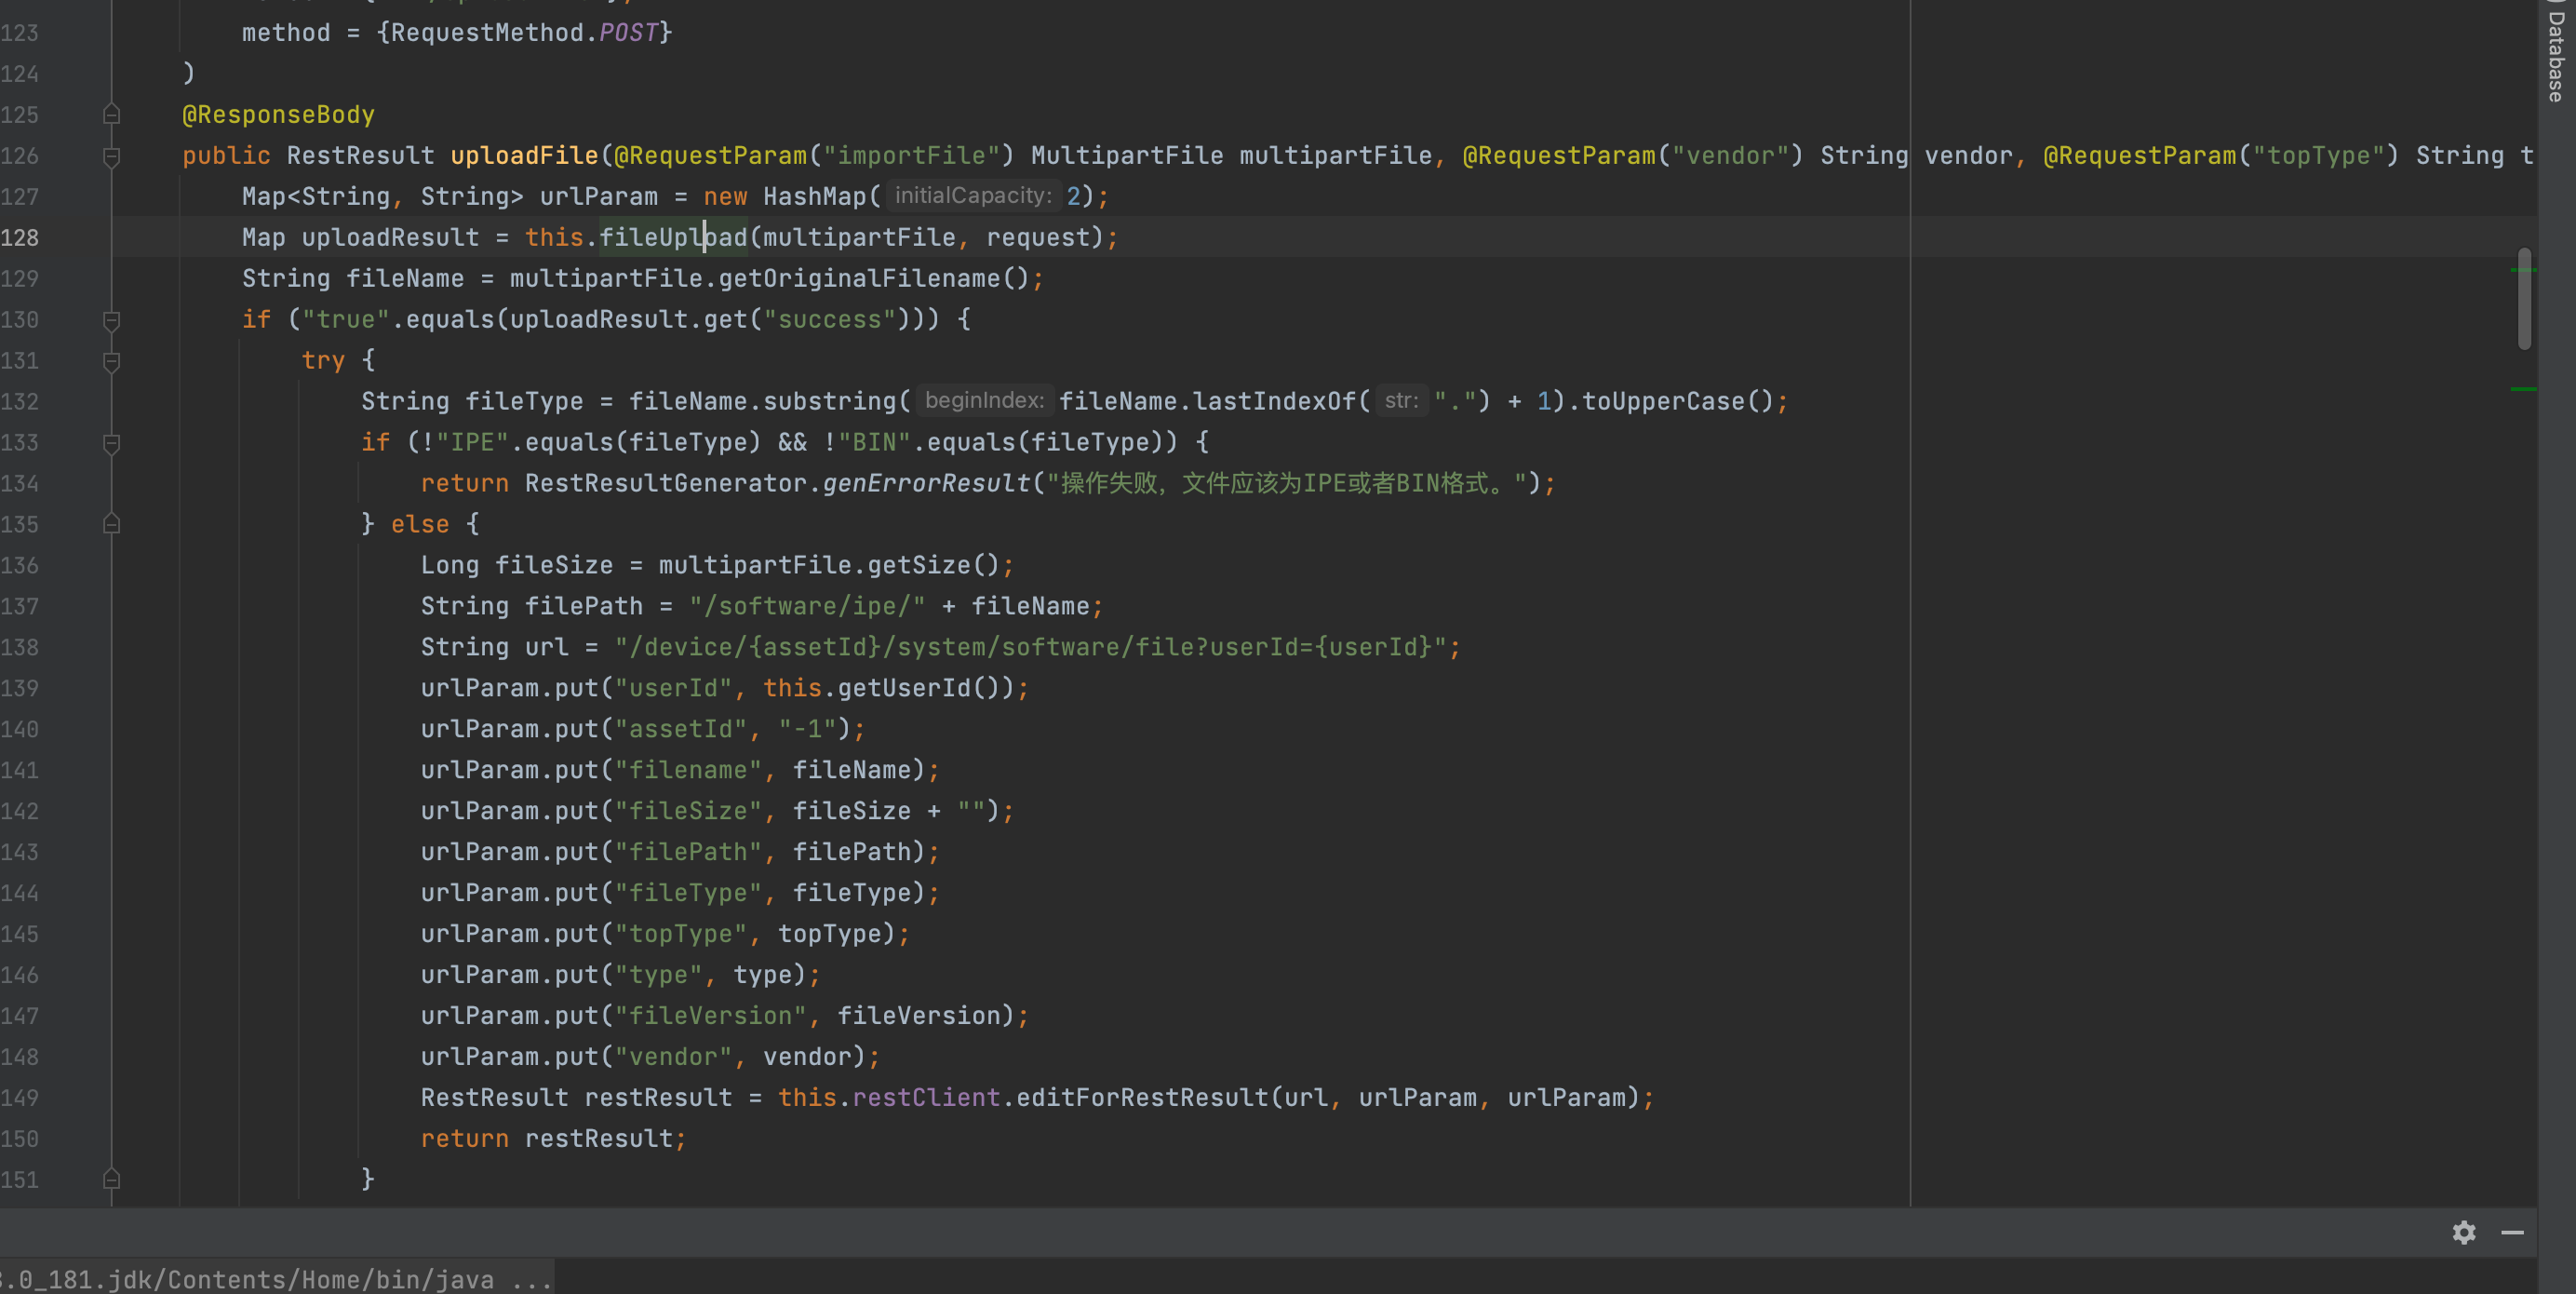 123 method = {RequestMethod.POST}
124 )
125 @ResponseBody
126 public RestResult uploadFile(@RequestParam("importFile") MultipartFile multipartFile, @RequestParam("vendor") String vendor, @RequestParam("topType") String t
127 Map<String, String> urlParam = new HashMap( initialCapacity: 2);
128 Map uploadResult = this.fileUpload(multipartFile, request);
129 String fileName = multipartFile.getOriginalFilename();
130 if ("true".equals(uploadResult.get("success"))) {
131 try {
132 String fileType = fileName.substring( beginIndex: fileName.lastIndexOf( str: ".") + 1).toUpperCase();
133 if (!"IPE".equals(fileType) && !"BIN".equals(fileType)) {
134 return RestResultGenerator.genErrorResult("操作失败，文件应该为IPE或者BIN格式。");
135 } else {
136 Long fileSize = multipartFile.getSize();
137 String filePath = "/software/ipe/" + fileName;
138 String url = "/device/{assetId}/system/software/file?userId={userId}";
139 urlParam.put("userId", this.getUserId());
140 urlParam.put("assetId", "-1");
141 urlParam.put("filename", fileName);
142 urlParam.put("fileSize", fileSize + "");
143 urlParam.put("filePath", filePath);
144 urlParam.put("fileType", fileType);
145 urlParam.put("topType", topType);
146 urlParam.put("type", type);
147 urlParam.put("fileVersion", fileVersion);
148 urlParam.put("vendor", vendor);
149 RestResult restResult = this.restClient.editForRestResult(url, urlParam, urlParam);
150 return restResult;
151 }
.0_181.jdk/Contents/Home/bin/java ...
Database